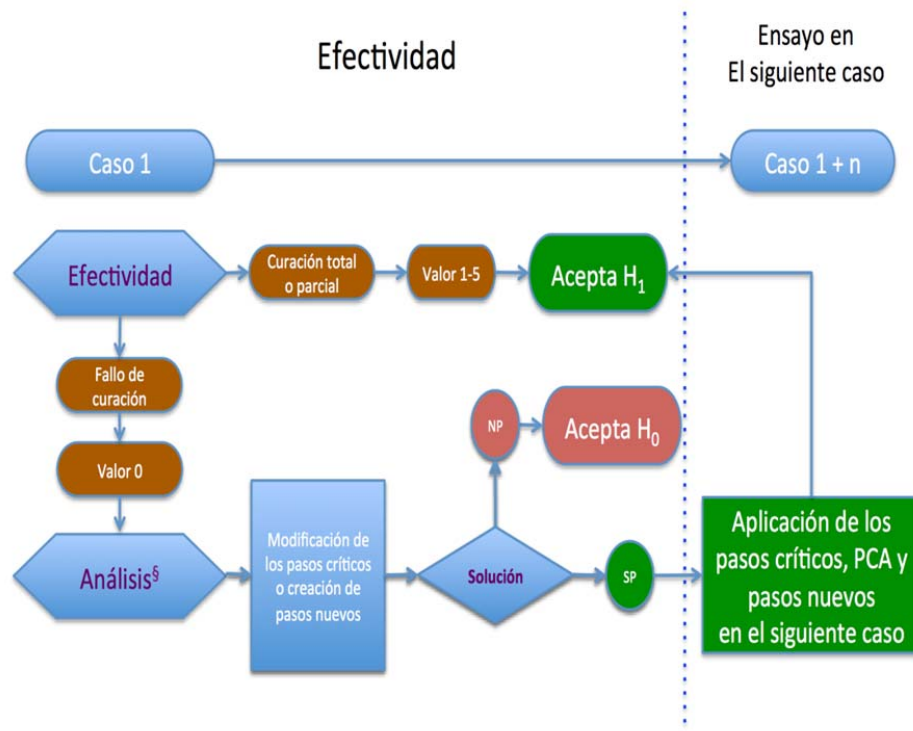 Efectividad
Ensayo en
El siguiente caso
Caso 1
Caso 1 + n
Efectividad
Curación total
o parcial
Valor 1-5
Acepta H₁
Fallo de
curación
Valor 0
NP
Acepta H₀
Análisis§
Modificación de
los pasos críticos
o creación de
pasos nuevos
Solución
SP
Aplicación de los
pasos críticos, PCA y
pasos nuevos
en el siguiente caso